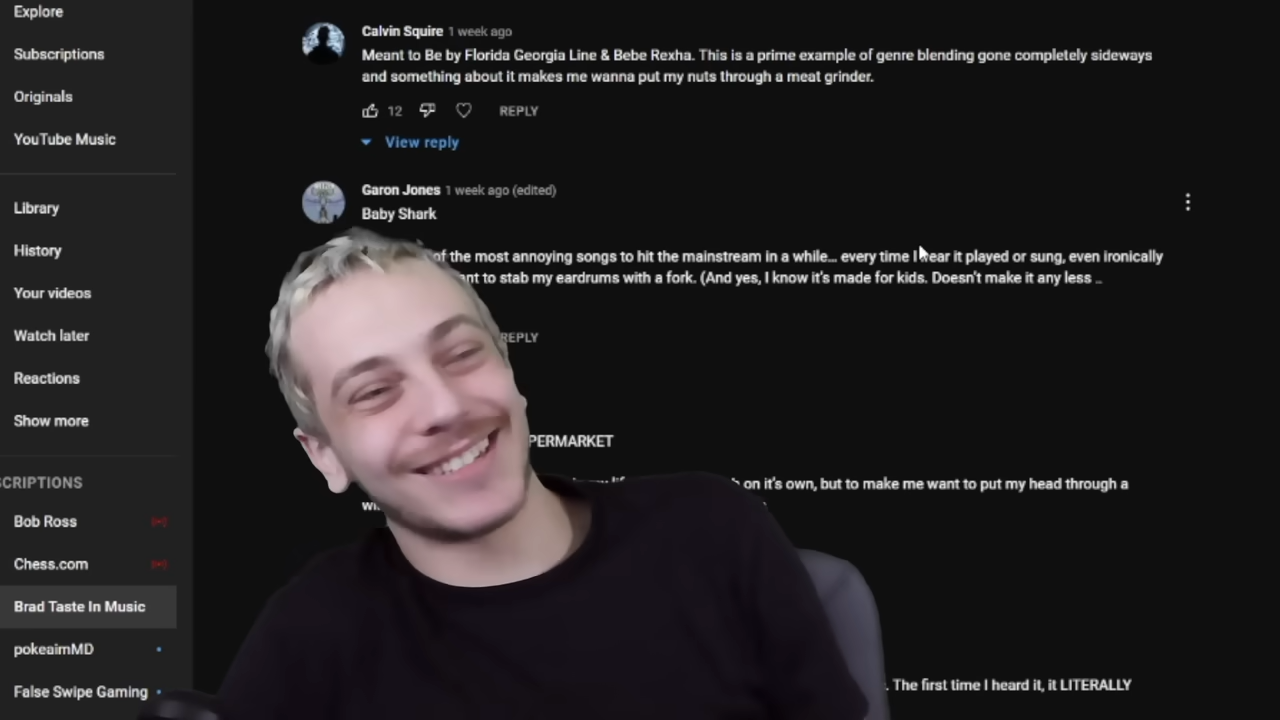 Explore
Subscriptions
Originals
YouTube Music
Library
History
Your videos
Watch later
Reactions
Show more
SCRIPTIONS
Bob Ross
Chess.com
Brad Taste In Music
pokeaimMD
False Swipe Gaming
Calvin Squire 1 week ago
Meant to Be by Florida Georgia Line & Bebe Rexha. This is a prime example of genre blending gone completely sideways
and something about it makes me wanna put my nuts through a meat grinder.
12 REPLY
View reply
Garon Jones 1 week ago (edited)
Baby Shark
of the most annoying songs to hit the mainstream in a while... every time I hear it played or sung, even ironically
ant to stab my eardrums with a fork. (And yes, I know it's made for kids. Doesn't make it any less ..
REPLY
PERMARKET
on it's own, but to make me want to put my head through a
. The first time I heard it, it LITERALLY